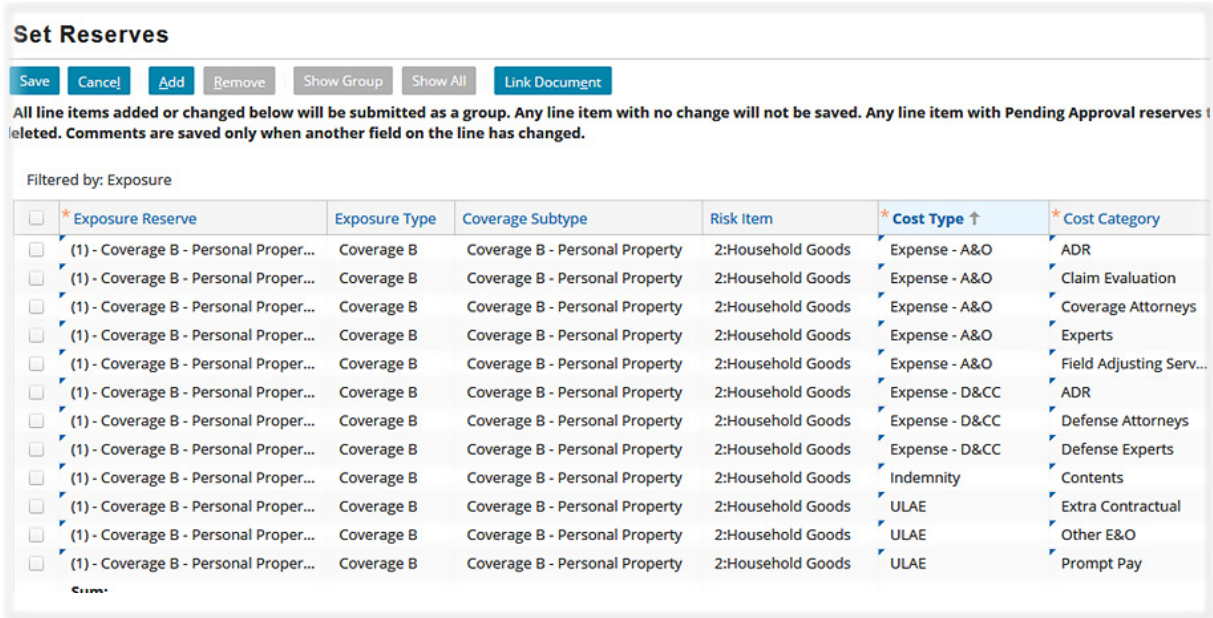 Set Reserves
Save Cancel Add Remove Show Group Show All Link Document
All line items added or changed below will be submitted as a group. Any line item with no change will not be saved. Any line item with Pending Approval reserves
Comments are saved only when another field on the line has changed.
Filtered by: Exposure
* Exposure Reserve Exposure Type Coverage Subtype Risk Item * Cost Type ↑ * Cost Category
(1) - Coverage B - Personal Proper... Coverage B Coverage B - Personal Property 2:Household Goods Expense - A&O ADR
(1) - Coverage B - Personal Proper... Coverage B Coverage B - Personal Property 2:Household Goods Expense - A&O Claim Evaluation
(1) - Coverage B - Personal Proper... Coverage B Coverage B - Personal Property 2:Household Goods Expense - A&O Coverage Attorneys
(1) - Coverage B - Personal Proper... Coverage B Coverage B - Personal Property 2:Household Goods Expense - A&O Experts
(1) - Coverage B - Personal Proper... Coverage B Coverage B - Personal Property 2:Household Goods Expense - A&O Field Adjusting Serv...
(1) - Coverage B - Personal Proper... Coverage B Coverage B - Personal Property 2:Household Goods Expense - D&CC ADR
(1) - Coverage B - Personal Proper... Coverage B Coverage B - Personal Property 2:Household Goods Expense - D&CC Defense Attorneys
(1) - Coverage B - Personal Proper... Coverage B Coverage B - Personal Property 2:Household Goods Expense - D&CC Defense Experts
(1) - Coverage B - Personal Proper... Coverage B Coverage B - Personal Property 2:Household Goods Indemnity Contents
(1) - Coverage B - Personal Proper... Coverage B Coverage B - Personal Property 2:Household Goods ULAE Extra Contractual
(1) - Coverage B - Personal Proper... Coverage B Coverage B - Personal Property 2:Household Goods ULAE Other E&O
(1) - Coverage B - Personal Proper... Coverage B Coverage B - Personal Property 2:Household Goods ULAE Prompt Pay
Sum: